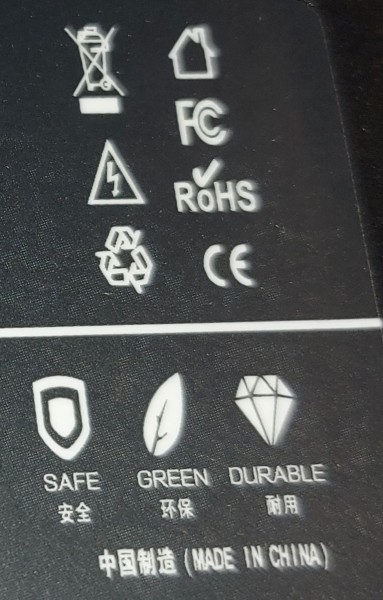 FC
RoHS
CE
SAFE GREEN DURABLE
安全 环保 耐用
中国制造 (MADE IN CHINA)